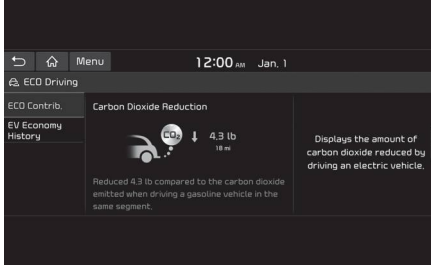 Menu
12:00 AM Jan. 1
ECO Driving
ECO Contrib.
EV Economy
History
Carbon Dioxide Reduction
CO₂
4.3 lb
18 mi
Reduced 4.3 lb compared to the carbon dioxide
emitted when driving a gasoline vehicle in the
same segment.
Displays the amount of
carbon dioxide reduced by
driving an electric vehicle.